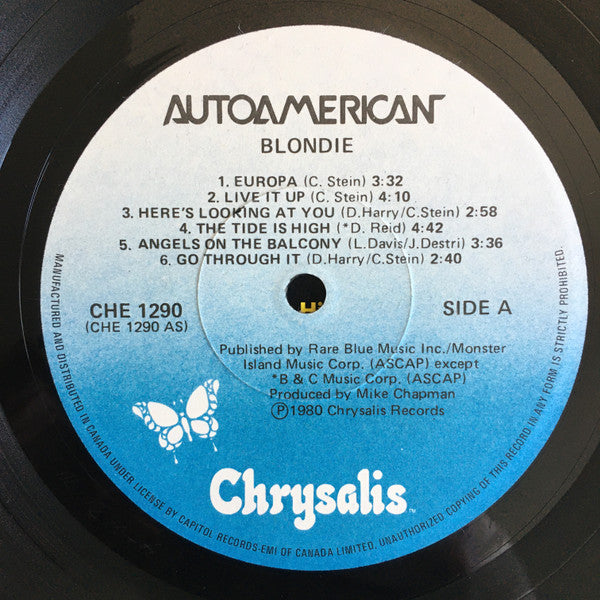 AUTOAMERICAN
BLONDIE
1. EUROPA (C. Stein) 3:32
2. LIVE IT UP (C. Stein) 4:10
3. HERE'S LOOKING AT YOU (D.Harry/C.Stein) 2:58
4. THE TIDE IS HIGH (*D. Reid) 4:42
5. ANGELS ON THE BALCONY (L.Davis/J.Destri) 3:36
6. GO THROUGH IT (D.Harry/C.Stein) 2:40
CHE 1290
(CHE 1290 AS)
SIDE A
Published by Rare Blue Music Inc./Monster
Island Music Corp. (ASCAP) except
*B & C Music Corp. (ASCAP)
Produced by Mike Chapman
℗1980 Chrysalis Records
Chrysalis™
MANUFACTURED AND DISTRIBUTED IN CANADA UNDER LICENSE BY CAPITOL RECORDS-EMI OF CANADA LIMITED. UNAUTHORIZED COPYING OF THIS RECORD IN ANY FORM IS STRICTLY PROHIBITED.